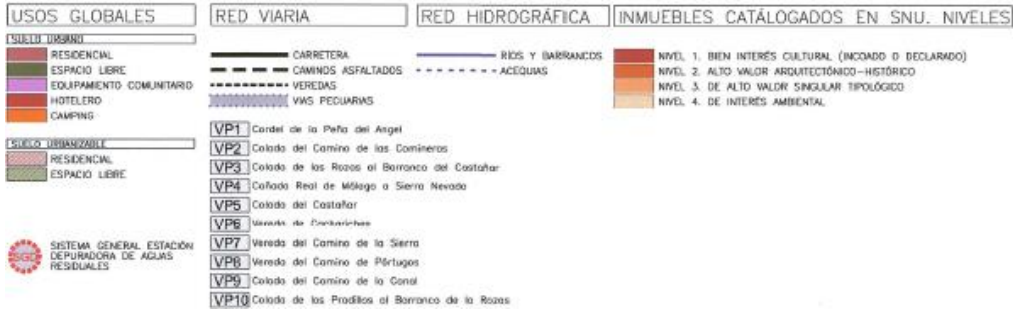 USOS GLOBALES
SUELO URBANO
RESIDENCIAL
ESPACIO LIBRE
EQUIPAMIENTO COMUNITARIO
HOTELERO
CAMPING
SUELO URBANIZABLE
RESIDENCIAL
ESPACIO LIBRE
SISTEMA GENERAL ESTACIÓN
DEPURADORA DE AGUAS
RESIDUALES
RED VIARIA
CARRETERA
CAMINOS ASFALTADOS
VEREDAS
VIAS PECUARIAS
VP1 Cordel de la Peña del Angel
VP2 Colada del Camino de las
VP3 Colada de las Rozas al Barranco del Castañar
VP4 Cañada Real de Málaga a Sierra Nevada
VP5 Colada del Castañar
VP6 Vereda de
VP7 Vereda del Camino de la Sierra
VP8 Vereda del Camino de Pórtugos
VP9 Colada del Camino de la Canal
VP10 Colada de los Pradillos al Barranco de la Rozas
RED HIDROGRÁFICA
RÍOS Y BARRANCOS
ACEQUIAS
INMUEBLES CATÁLOGADOS EN SNU. NIVELES
NIVEL 1. BIEN INTERÉS CULTURAL (INCOADO O DECLARADO)
NIVEL 2. ALTO VALOR ARQUITECTÓNICO-HISTÓRICO
NIVEL 3. DE ALTO VALOR SINGULAR TIPOLÓGICO
NIVEL 4. DE INTERÉS AMBIENTAL